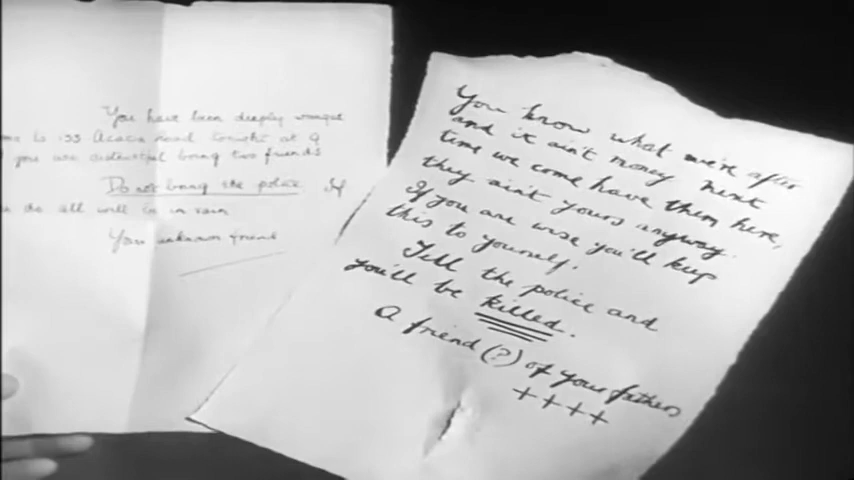 You have been deeply wronged
me to 133 Acacia road tonight at 9
you are distrustful bring two friends
Do not bring the police If
do all will be in vain
Your unknown friend
You know what we're after
and it ain't money next
time we come have them here,
they ain't yours anyway.
If you are wise you'll keep
this to yourself.
Tell the police and
you'll be killed.
A friend (?) of your fathers
++++